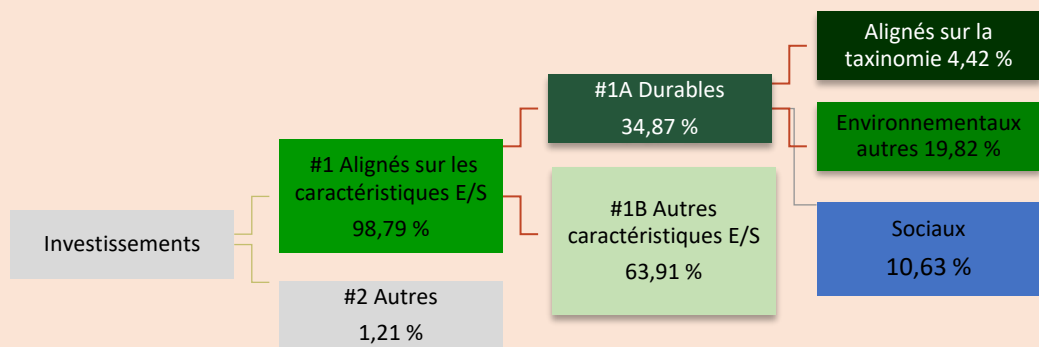 Investissements
#1 Alignés sur les
caractéristiques E/S
98,79 %
#2 Autres
1,21 %
#1A Durables
34,87 %
#1B Autres
caractéristiques E/S
63,91 %
Alignés sur la
taxinomie 4,42 %
Environnementaux
autres 19,82 %
Sociaux
10,63 %